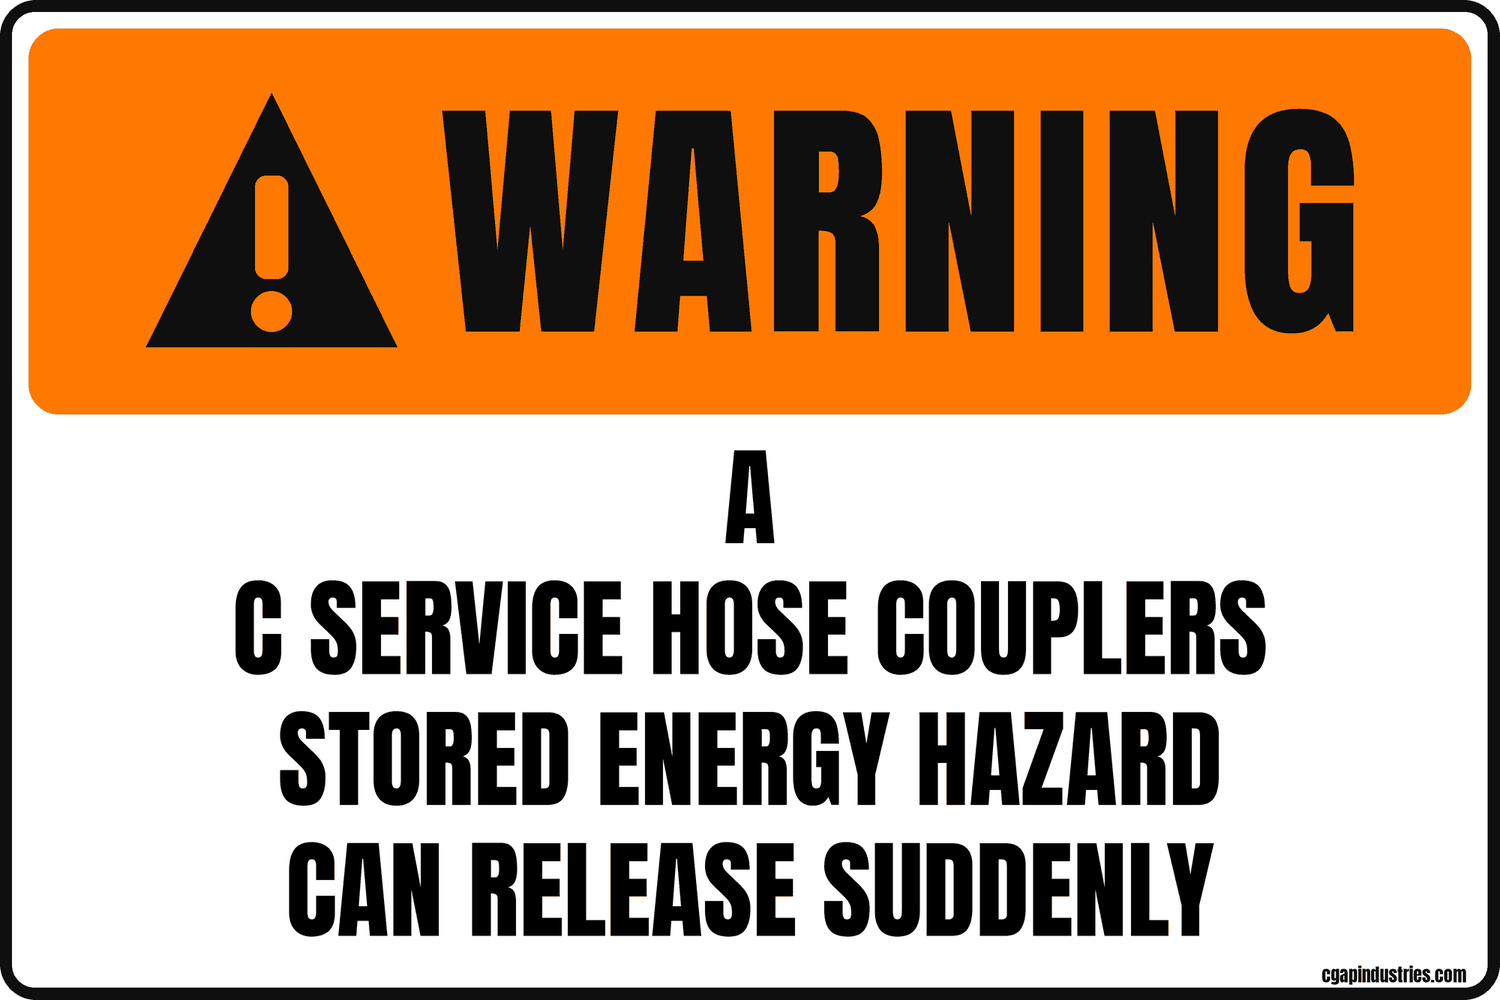 WARNING
A
C SERVICE HOSE COUPLERS
STORED ENERGY HAZARD
CAN RELEASE SUDDENLY
cgapindustries.com